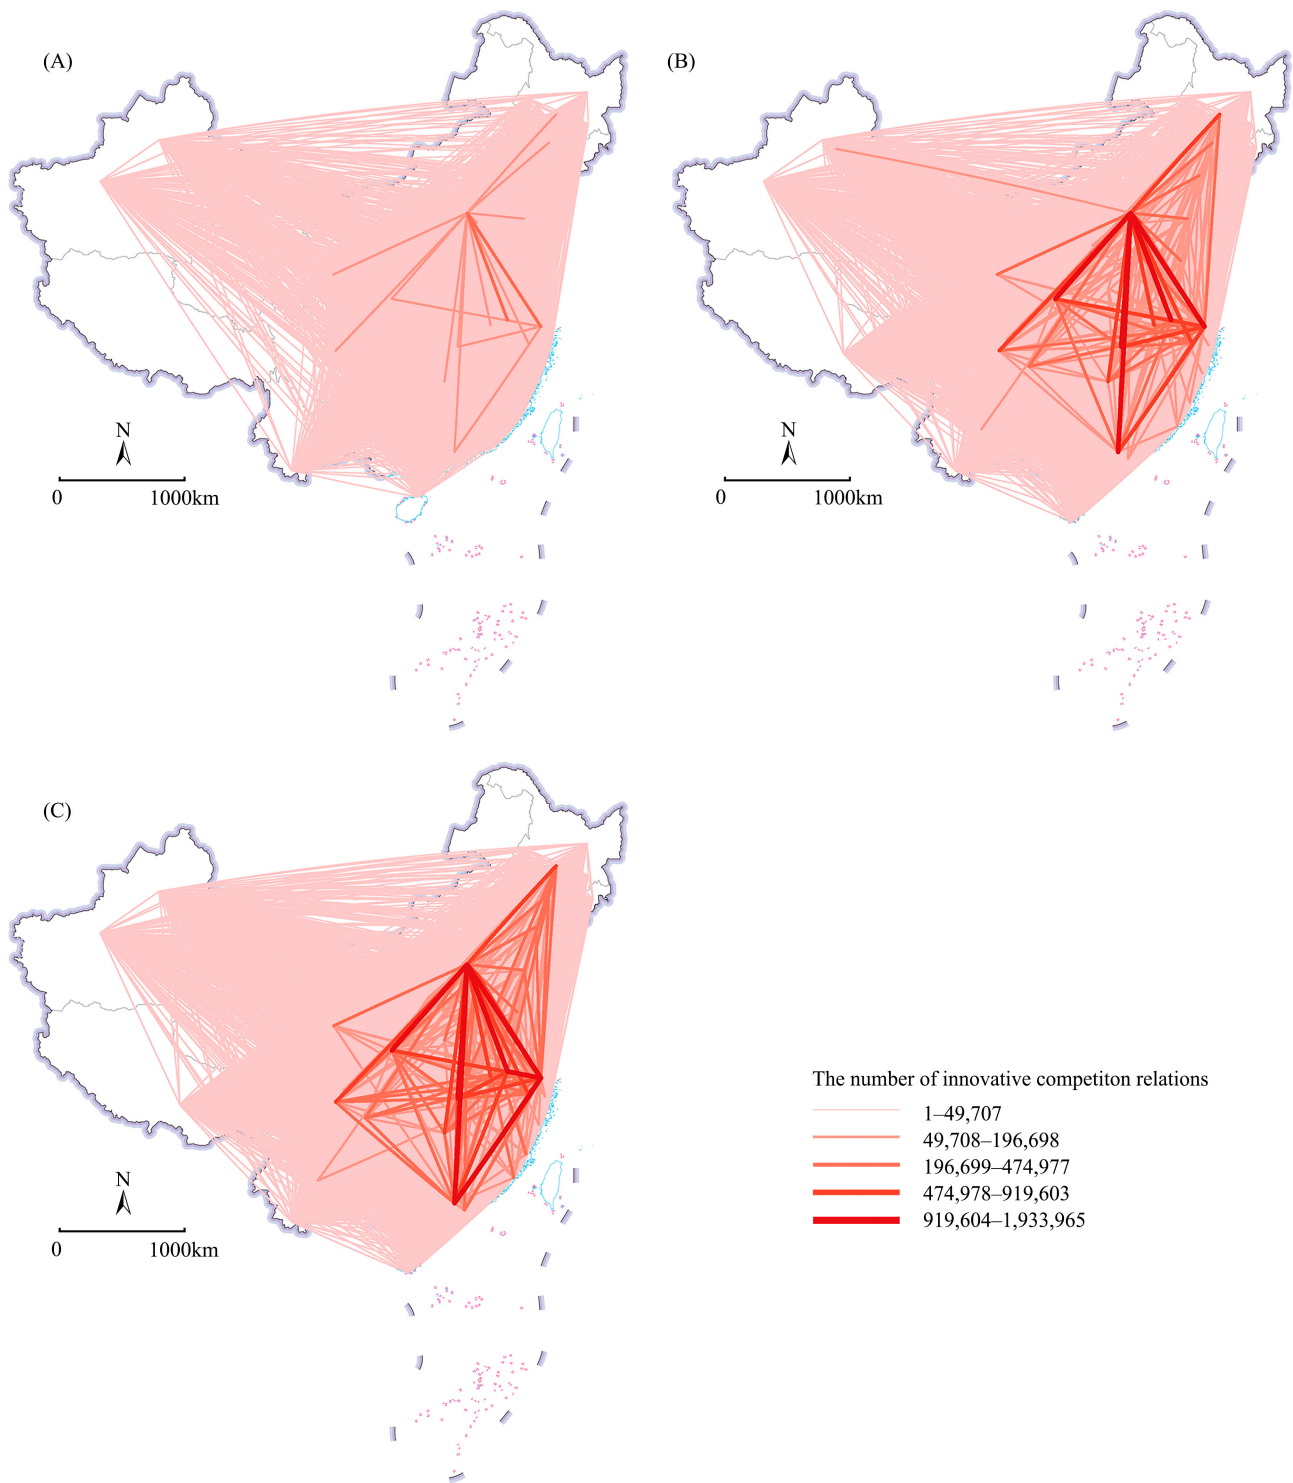 (A)
N
0 1000km
(B)
N
0 1000km
(C)
N
0 1000km
The number of innovative competiton relations
1–49,707
49,708–196,698
196,699–474,977
474,978–919,603
919,604–1,933,965